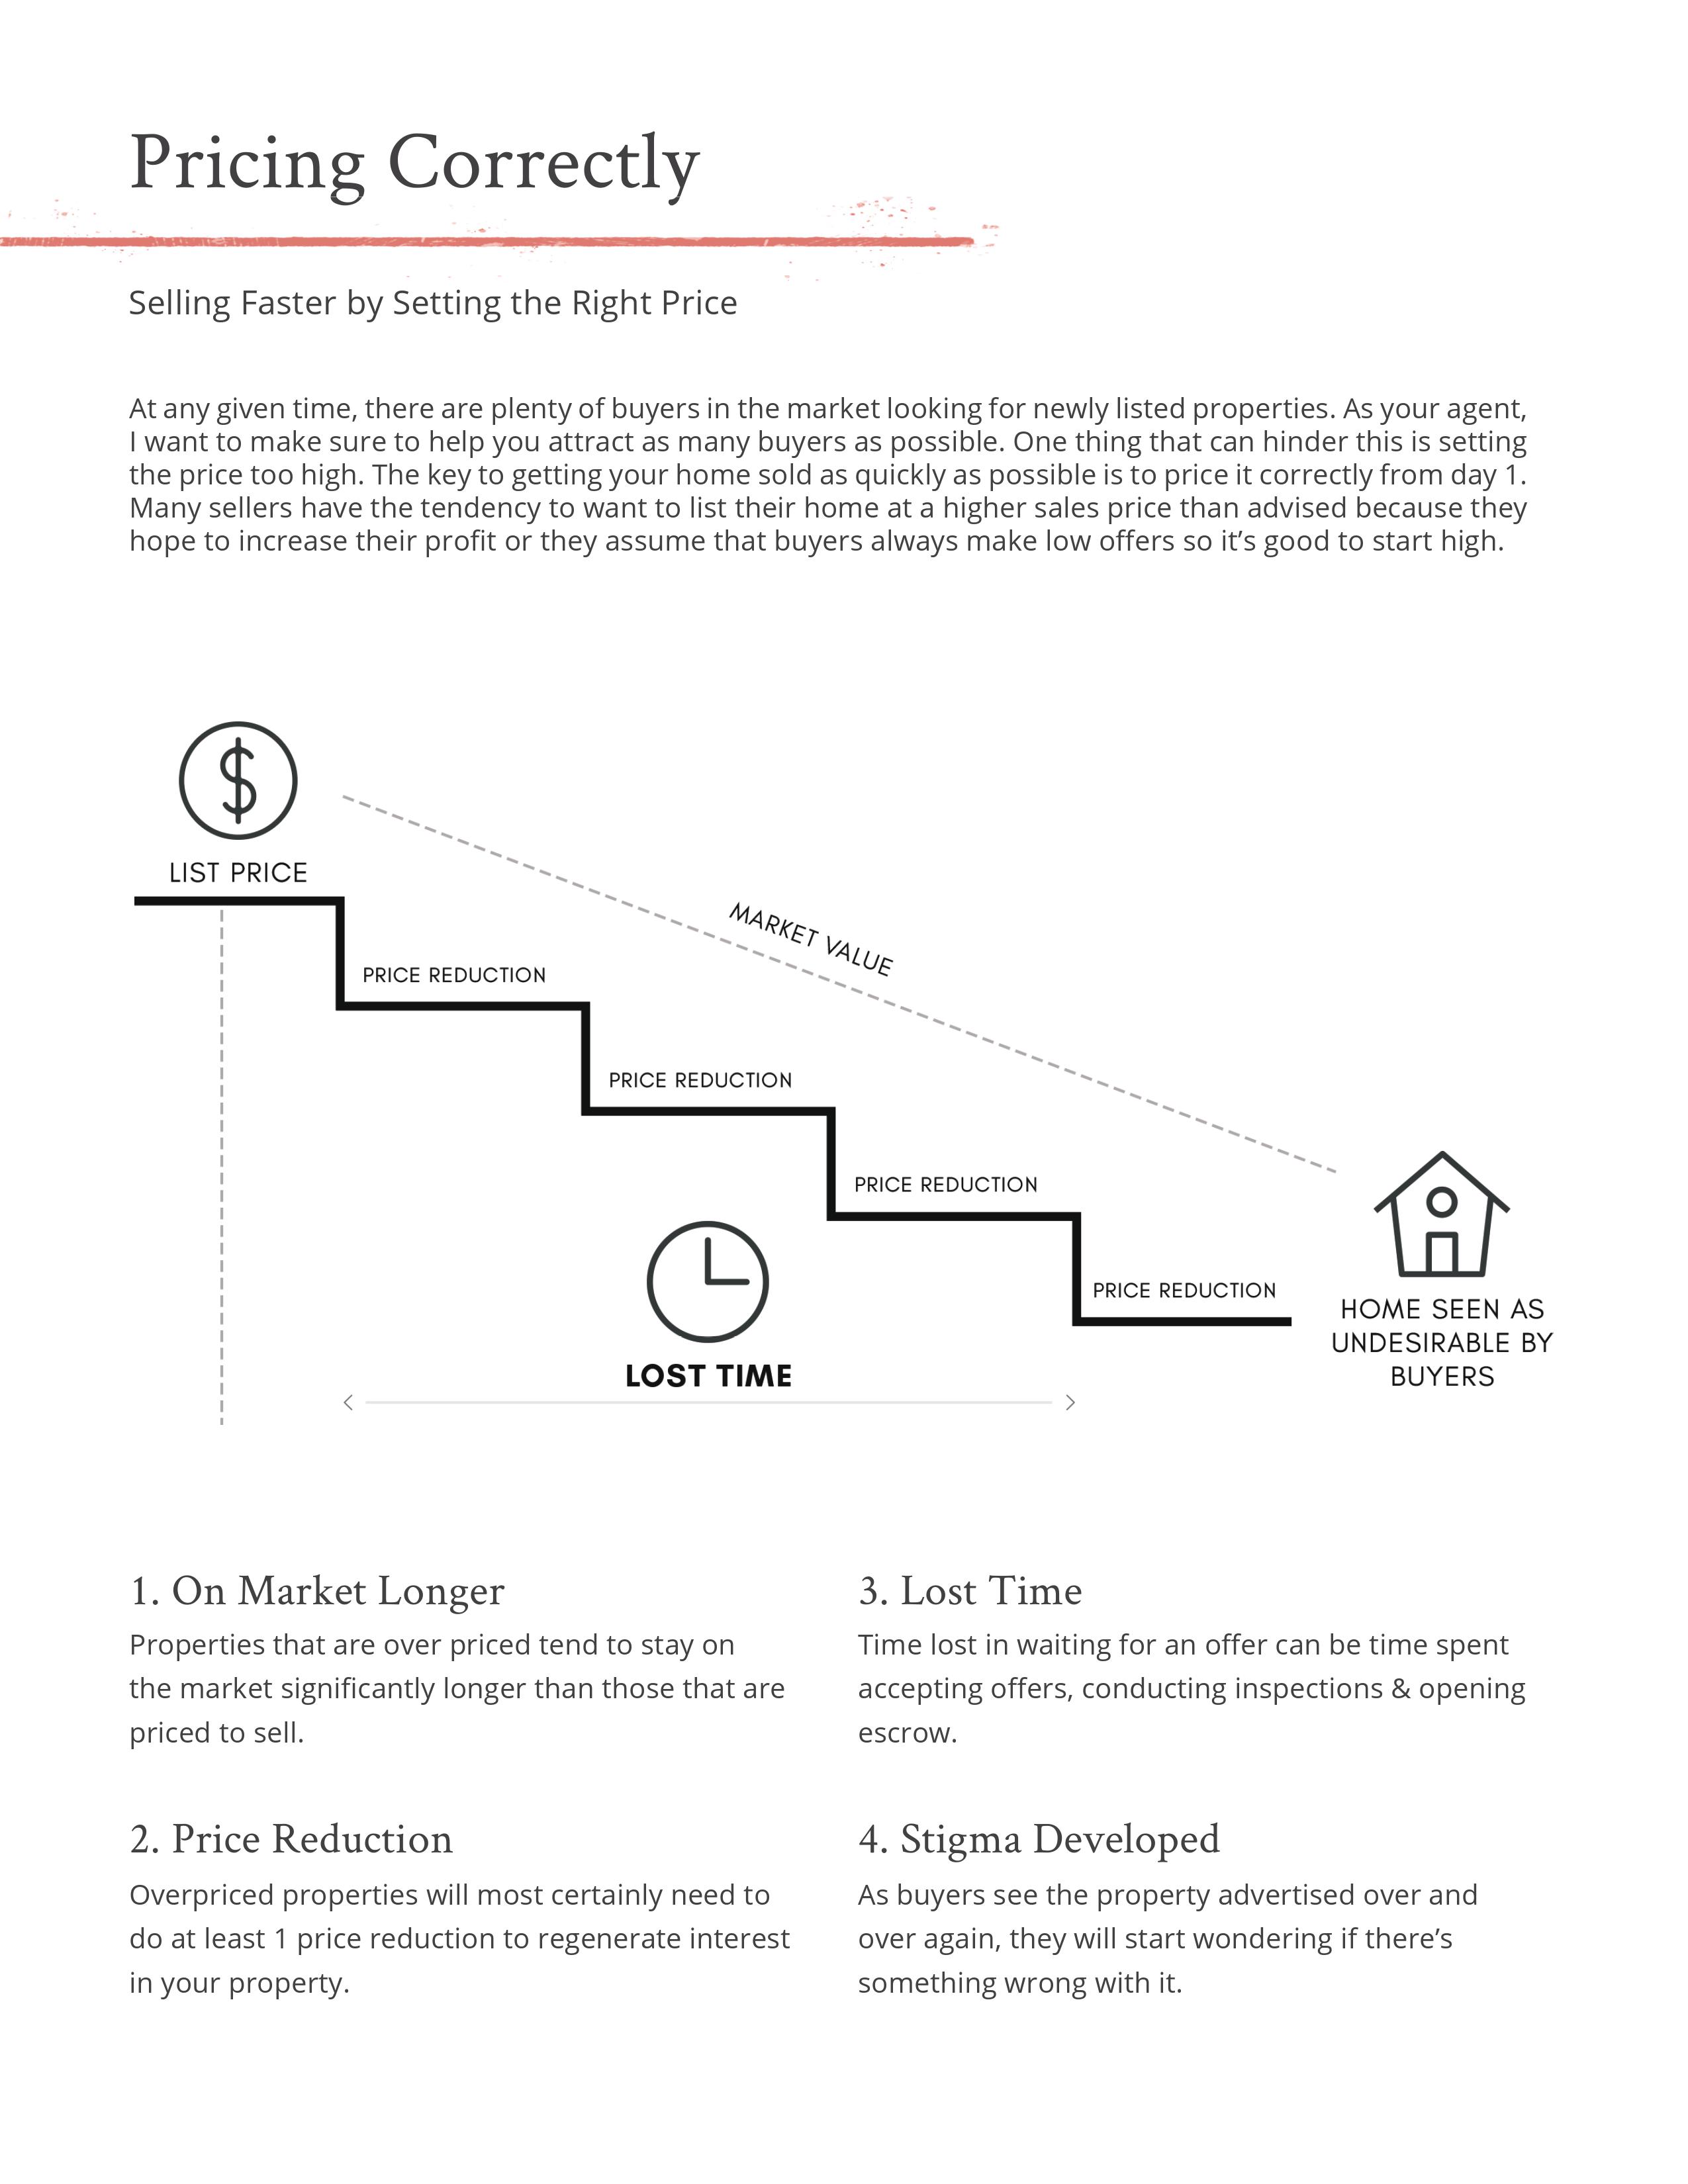 Pricing Correctly
Selling Faster by Setting the Right Price
At any given time, there are plenty of buyers in the market looking for newly listed properties. As your agent,
I want to make sure to help you attract as many buyers as possible. One thing that can hinder this is setting
the price too high. The key to getting your home sold as quickly as possible is to price it correctly from day 1.
Many sellers have the tendency to want to list their home at a higher sales price than advised because they
hope to increase their profit or they assume that buyers always make low offers so it’s good to start high.
$
LIST PRICE
MARKET VALUE
PRICE REDUCTION
PRICE REDUCTION
PRICE REDUCTION
PRICE REDUCTION
HOME SEEN AS
UNDESIRABLE BY
BUYERS
LOST TIME
1. On Market Longer
Properties that are over priced tend to stay on
the market significantly longer than those that are
priced to sell.
2. Price Reduction
Overpriced properties will most certainly need to
do at least 1 price reduction to regenerate interest
in your property.
3. Lost Time
Time lost in waiting for an offer can be time spent
accepting offers, conducting inspections & opening
escrow.
4. Stigma Developed
As buyers see the property advertised over and
over again, they will start wondering if there’s
something wrong with it.